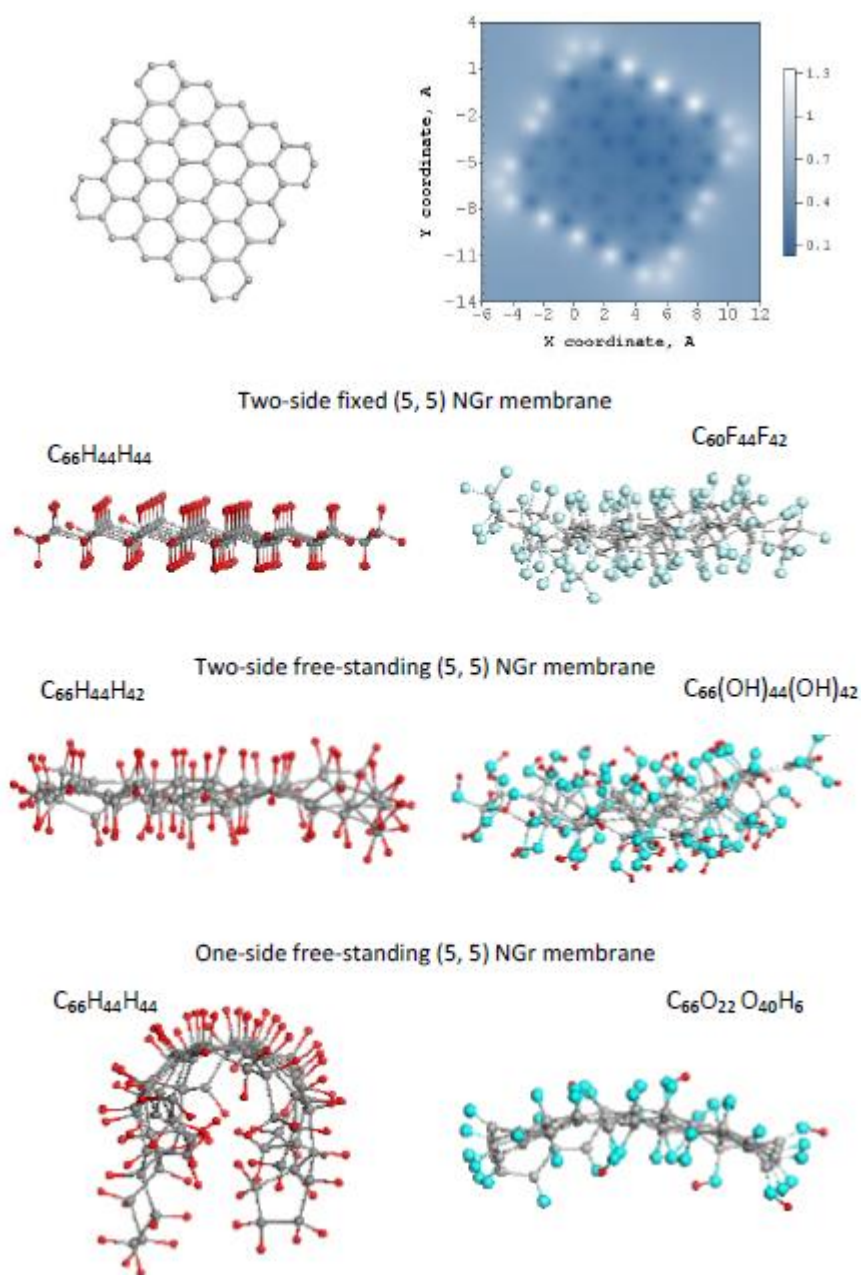 4
1
−2
−5
−8
−11
−14
Y coordinate, A
−6 −4 −2 0 2 4 6 8 10 12
X coordinate, A
1.3
1
0.7
0.4
0.1
Two-side fixed (5, 5) NGr membrane
C₆₆H₄₄H₄₄
C₆₀F₄₄F₄₂
Two-side free-standing (5, 5) NGr membrane
C₆₆H₄₄H₄₂
C₆₆(OH)₄₄(OH)₄₂
One-side free-standing (5, 5) NGr membrane
C₆₆H₄₄H₄₄
C₆₆O₂₂ O₄₀H₆